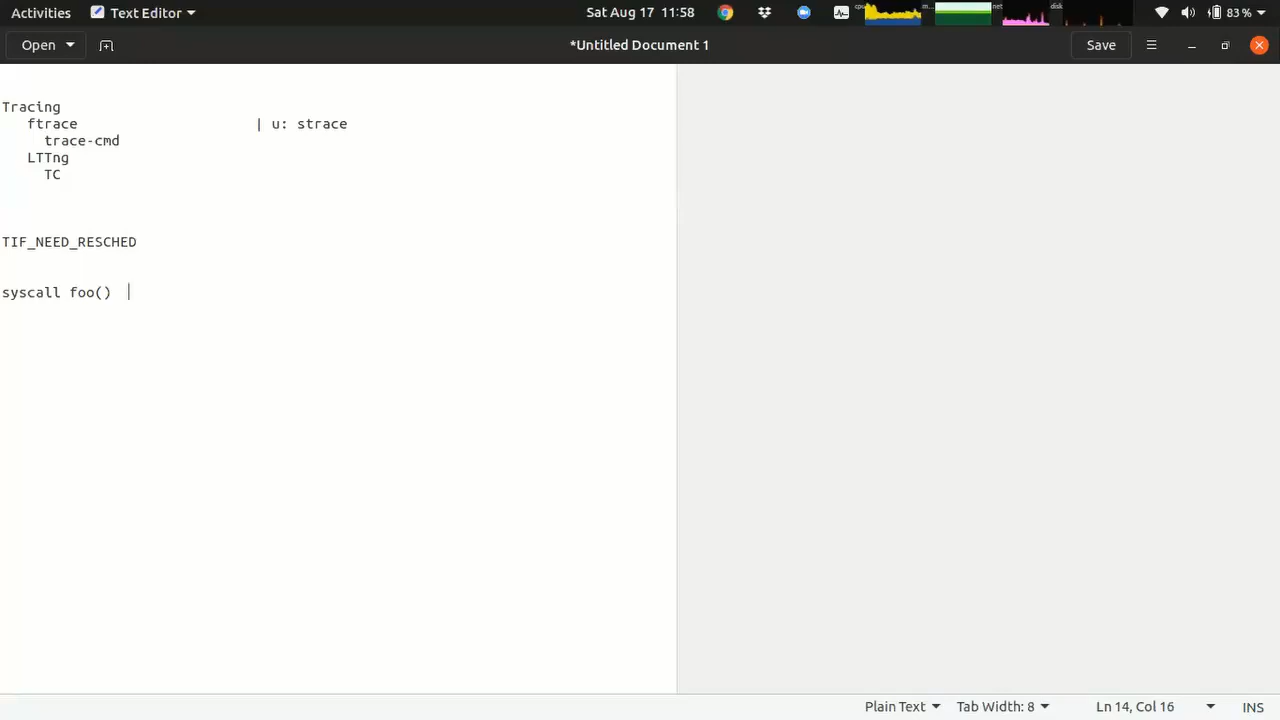 Activities Text Editor Sat Aug 17 11:58 83 %
Open *Untitled Document 1 Save
Tracing
ftrace | u: strace
trace-cmd
LTTng
TC
TIF_NEED_RESCHED
syscall foo()
Plain Text Tab Width: 8 Ln 14, Col 16 INS